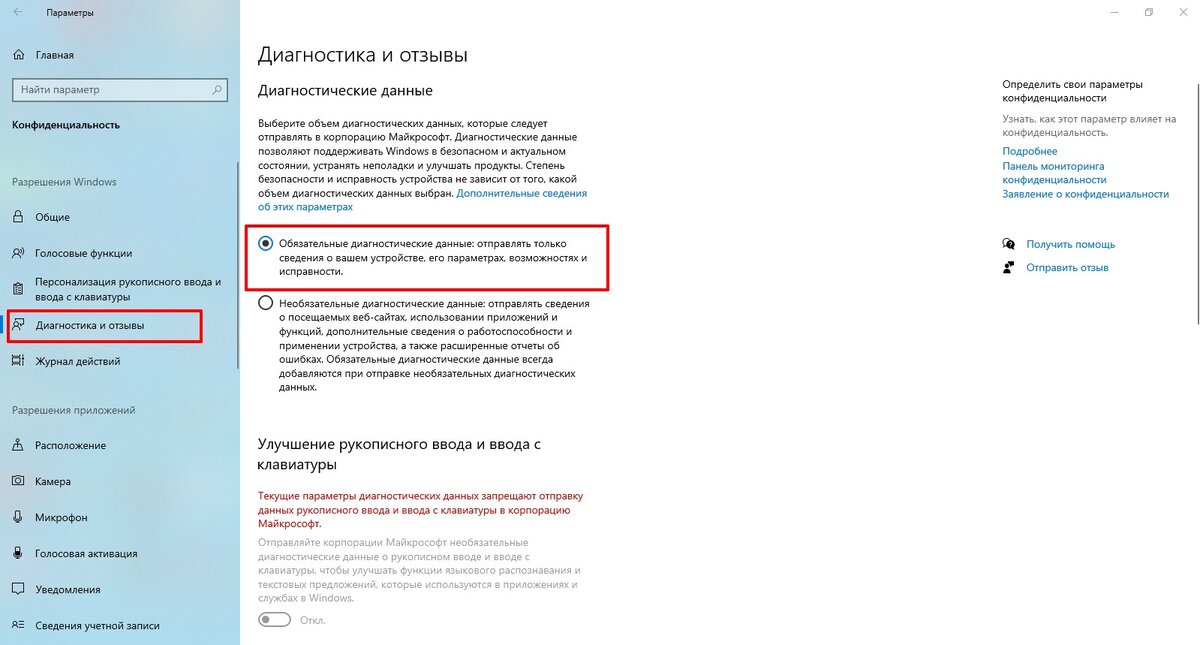 Параметры
Главная
Найти параметр
Конфиденциальность
Разрешения Windows
Общие
Голосовые функции
Персонализация рукописного ввода и
ввода с клавиатуры
Диагностика и отзывы
Журнал действий
Разрешения приложений
Расположение
Камера
Микрофон
Голосовая активация
Уведомления
Сведения учетной записи
Диагностика и отзывы
Диагностические данные
Выберите объем диагностических данных, которые следует
отправлять в корпорацию Майкрософт. Диагностические данные
позволяют поддерживать Windows в безопасном и актуальном
состоянии, устранять неполадки и улучшать продукты. Степень
безопасности и исправность устройства не зависит от того, какой
объем диагностических данных выбран. Дополнительные сведения
об этих параметрах
Обязательные диагностические данные: отправлять только
сведения о вашем устройстве, его параметрах, возможностях и
исправности.
Необязательные диагностические данные: отправлять сведения
о посещаемых веб-сайтах, использовании приложений и
функций, дополнительные сведения о работоспособности и
применении устройства, а также расширенные отчеты об
ошибках. Обязательные диагностические данные всегда
добавляются при отправке необязательных диагностических
данных.
Улучшение рукописного ввода и ввода с
клавиатуры
Текущие параметры диагностических данных запрещают отправку
данных рукописного ввода и ввода с клавиатуры в корпорацию
Майкрософт.
Отправляйте корпорации Майкрософт необязательные
диагностические данные о рукописном вводе и вводе с
клавиатуры, чтобы улучшать функции языкового распознавания и
текстовых предложений, которые используются в приложениях и
службах в Windows.
Откл.
Определить свои параметры
конфиденциальности
Узнать, как этот параметр влияет на
конфиденциальность.
Подробнее
Панель мониторинга
конфиденциальности
Заявление о конфиденциальности
Получить помощь
Отправить отзыв